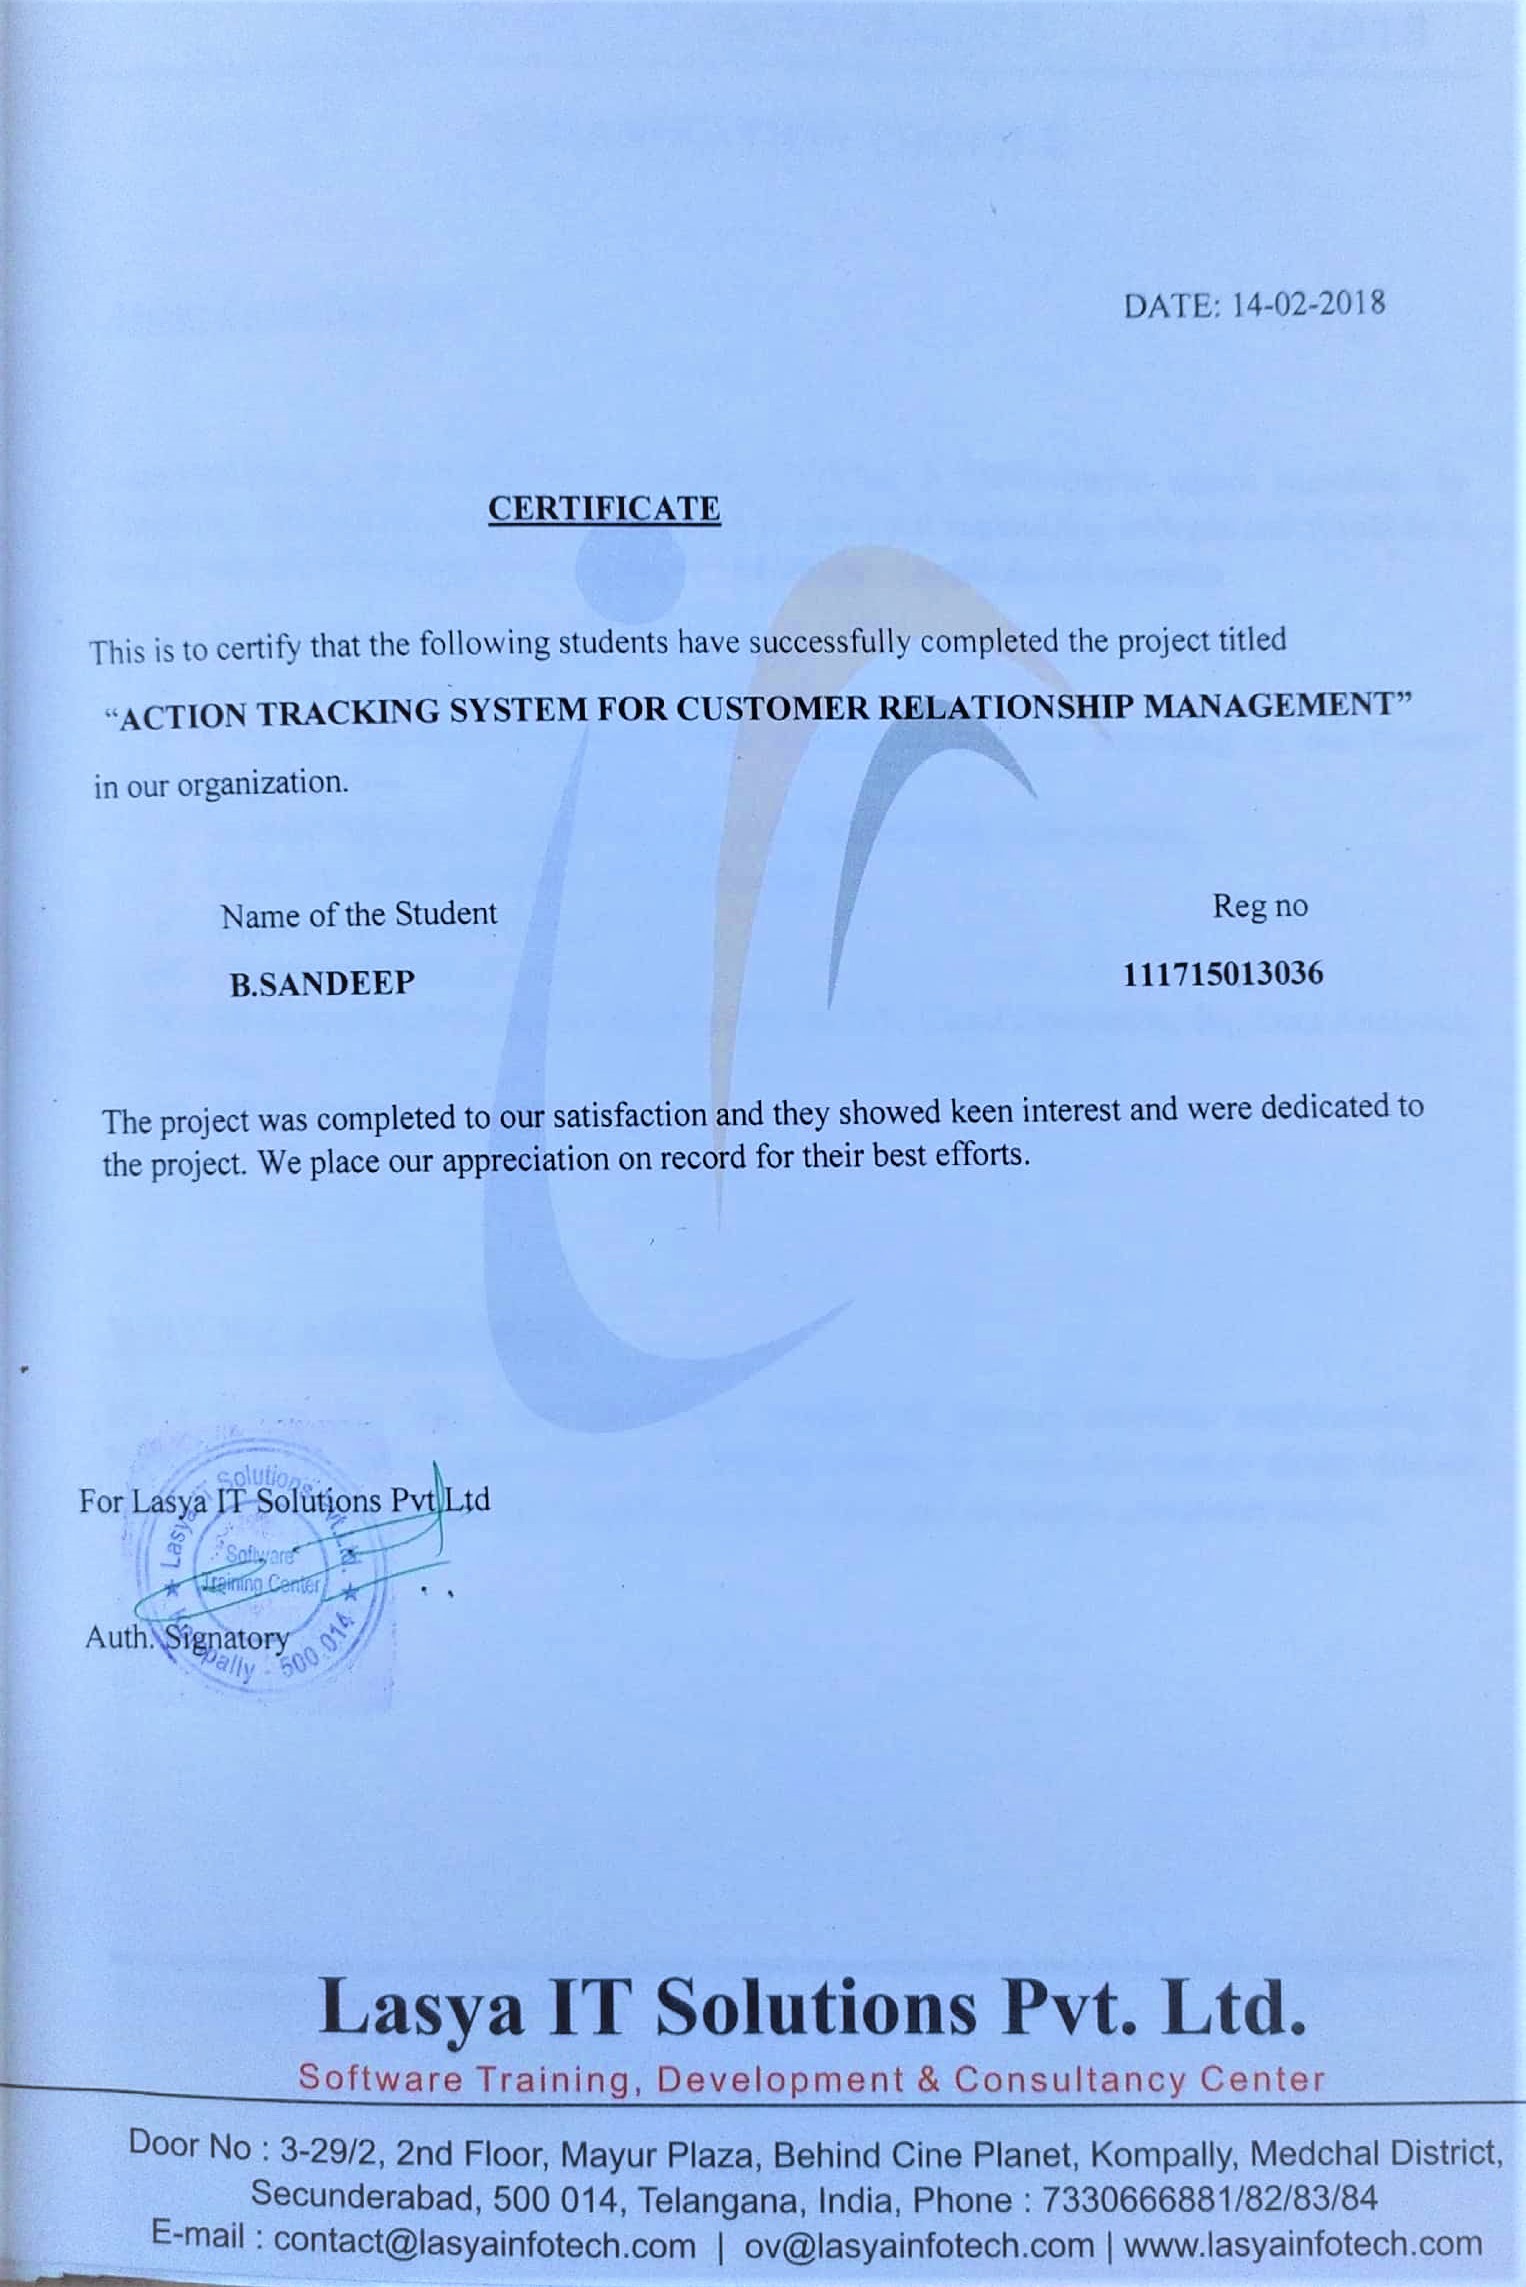 DATE: 14-02-2018
CERTIFICATE
This is to certify that the following students have successfully completed the project titled
“ACTION TRACKING SYSTEM FOR CUSTOMER RELATIONSHIP MANAGEMENT”
in our organization.
Name of the Student Reg no
B.SANDEEP 111715013036
The project was completed to our satisfaction and they showed keen interest and were dedicated to
the project. We place our appreciation on record for their best efforts.
For Lasya IT Solutions Pvt Ltd
Lasya IT Solutions Pvt. Ltd.
Software
Training Center
Kompally - 500 014
Auth. Signatory
Lasya IT Solutions Pvt. Ltd.
Software Training, Development & Consultancy Center
Door No : 3-29/2, 2nd Floor, Mayur Plaza, Behind Cine Planet, Kompally, Medchal District,
Secunderabad, 500 014, Telangana, India, Phone : 7330666881/82/83/84
E-mail : contact@lasyainfotech.com | ov@lasyainfotech.com | www.lasyainfotech.com